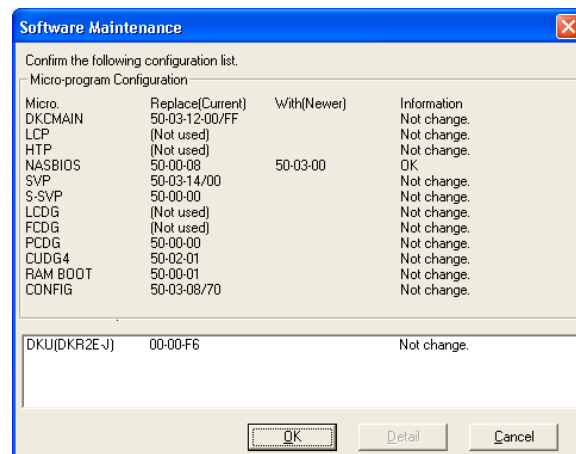 Software Maintenance
Confirm the following configuration list.
Micro-program Configuration
Micro. Replace(Current) With(Newer) Information
DKCMAIN 50-03-12-00/FF Not change.
LCP (Not used) Not change.
HTP (Not used) Not change.
NASBIOS 50-00-08 50-03-00 OK
SVP 50-03-14/00 Not change.
S-SVP 50-00-00 Not change.
LCDG (Not used) Not change.
FCDG (Not used) Not change.
PCDG 50-00-00 Not change.
CUDG4 50-02-01 Not change.
RAM BOOT 50-00-01 Not change.
CONFIG 50-03-08/70 Not change.
DKU(DKR2E-J) 00-00-F6 Not change.
OK Detail Cancel